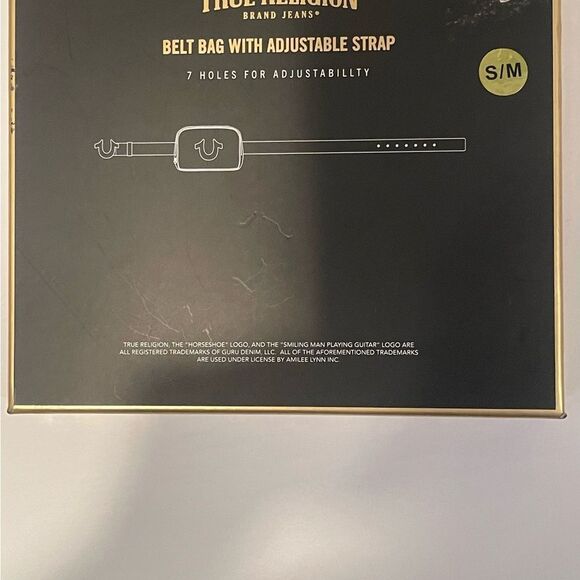 TRUE RELIGION
BRAND JEANS®
BELT BAG WITH ADJUSTABLE STRAP
7 HOLES FOR ADJUSTABILLTY
S/M
TRUE RELIGION, THE "HORSESHOE" LOGO, AND THE "SMILING MAN PLAYING GUITAR" LOGO ARE
ALL REGISTERED TRADEMARKS OF GURU DENIM, LLC. ALL OF THE AFOREMENTIONED TRADEMARKS
ARE USED UNDER LICENSE BY AMILEE LYNN INC.